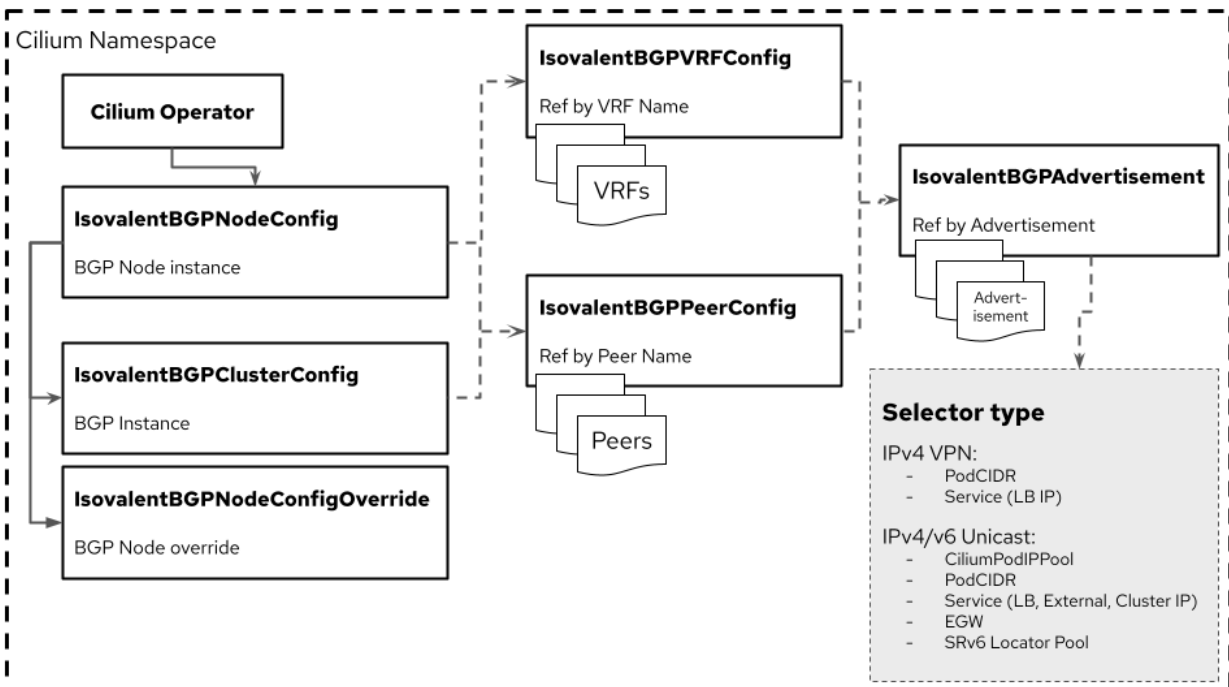 Cilium Namespace
Cilium Operator
IsovalentBGPNodeConfig
BGP Node instance
IsovalentBGPClusterConfig
BGP Instance
IsovalentBGPNodeConfigOverride
BGP Node override
IsovalentBGPVRFConfig
Ref by VRF Name
VRFs
IsovalentBGPPeerConfig
Ref by Peer Name
Peers
IsovalentBGPAdvertisement
Ref by Advertisement
Advert-
isement
Selector type
IPv4 VPN:
- PodCIDR
- Service (LB IP)
IPv4/v6 Unicast:
- CiliumPodIPPool
- PodCIDR
- Service (LB, External, Cluster IP)
- EGW
- SRv6 Locator Pool